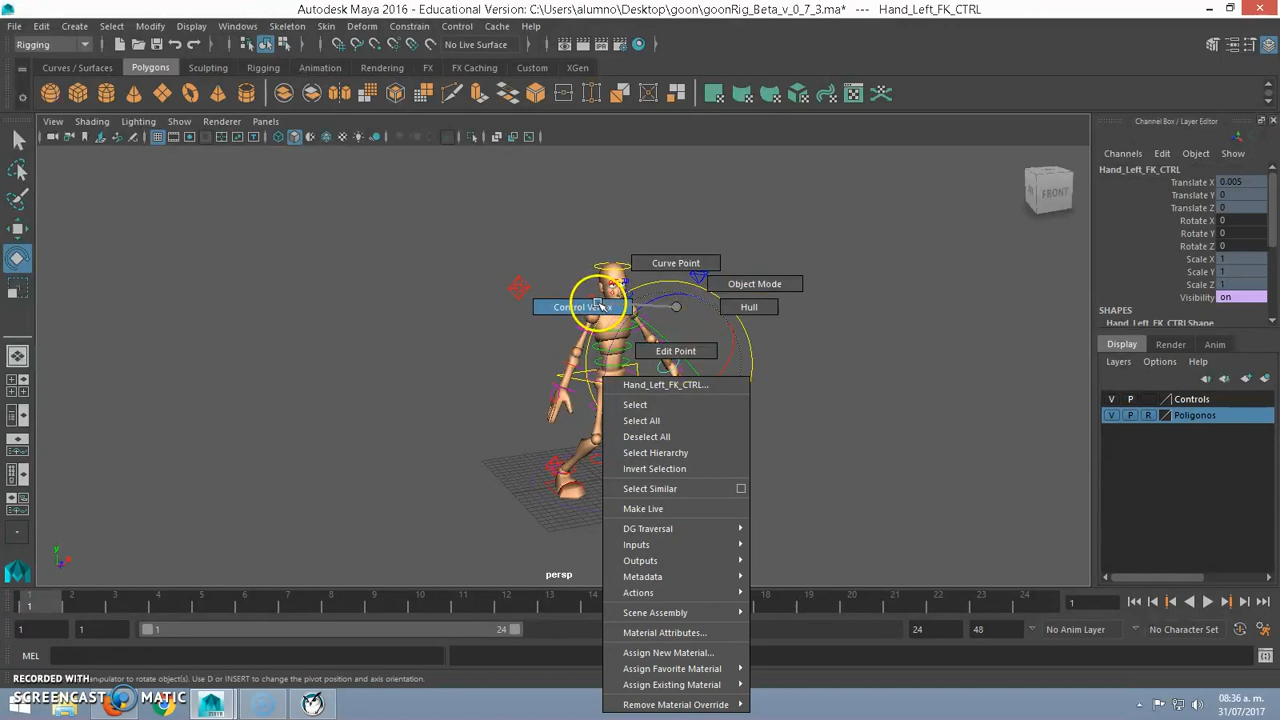 Autodesk Maya 2016 - Educational Version: C:\Users\alumno\Desktop\goon\goonRig_Beta_v_0_7_3.ma* --- Hand_Left_FK_CTRL
File Edit Create Select Modify Display Windows Skeleton Skin Deform Constrain Control Cache Help
Rigging No Live Surface
Curves / Surfaces Polygons Sculpting Rigging Animation Rendering FX FX Caching Custom XGen
View Shading Lighting Show Renderer Panels
Channel Box / Layer Editor
Channels Edit Object Show
Hand_Left_FK_CTRL
Translate X 0.005
Translate Y 0
Translate Z 0
Rotate X 0
Rotate Y 0
Rotate Z 0
Scale X 1
Scale Y 1
Scale Z 1
Visibility on
SHAPES
Hand_Left_FK_CTRLShape
Display Render Anim
Layers Options Help
V P Controls
V P R Poligonos
FRONT
Curve Point
Object Mode
Control Vertex
Hull
Edit Point
Hand_Left_FK_CTRL...
Select
Select All
Deselect All
Select Hierarchy
Invert Selection
Select Similar
Make Live
DG Traversal
Inputs
Outputs
Metadata
Actions
Scene Assembly
Material Attributes...
Assign New Material...
Assign Favorite Material
Assign Existing Material
Remove Material Override
persp
y
x
1 2 3 4 5 6 7 8 9 10 11 12 13 14 18 19 20 21 22 23 24
1 1
1 1 1 24 24 48 No Anim Layer No Character Set
MEL
RECORDED WITH
SCREENCAST MATIC
manipulator to rotate object(s). Use D or INSERT to change the pivot position and axis orientation.
08:36 a.m.
31/07/2017